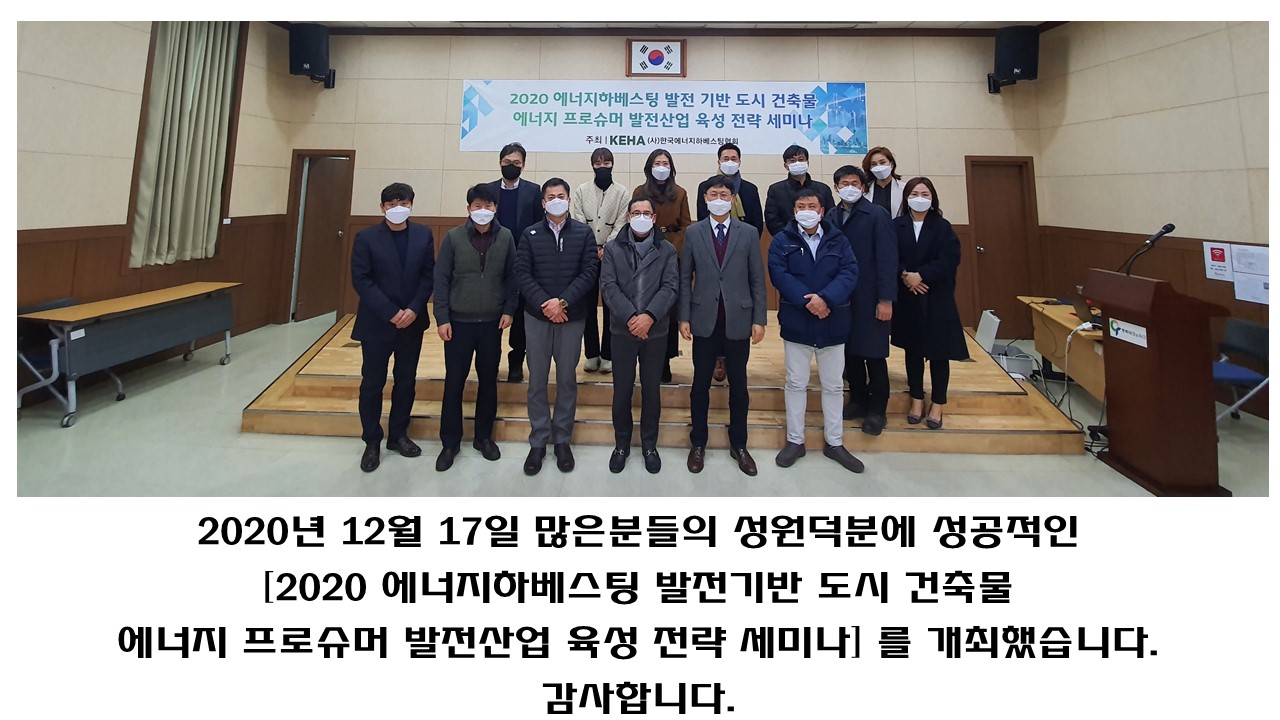 2020 에너지하베스팅 발전 기반 도시 건축물
에너지 프로슈머 발전산업 육성 전략 세미나
주최 | KEHA (사)한국에너지하베스팅협회
2020년 12월 17일 많은분들의 성원덕분에 성공적인
[2020 에너지하베스팅 발전기반 도시 건축물
에너지 프로슈머 발전산업 육성 전략 세미나] 를 개최했습니다.
감사합니다.